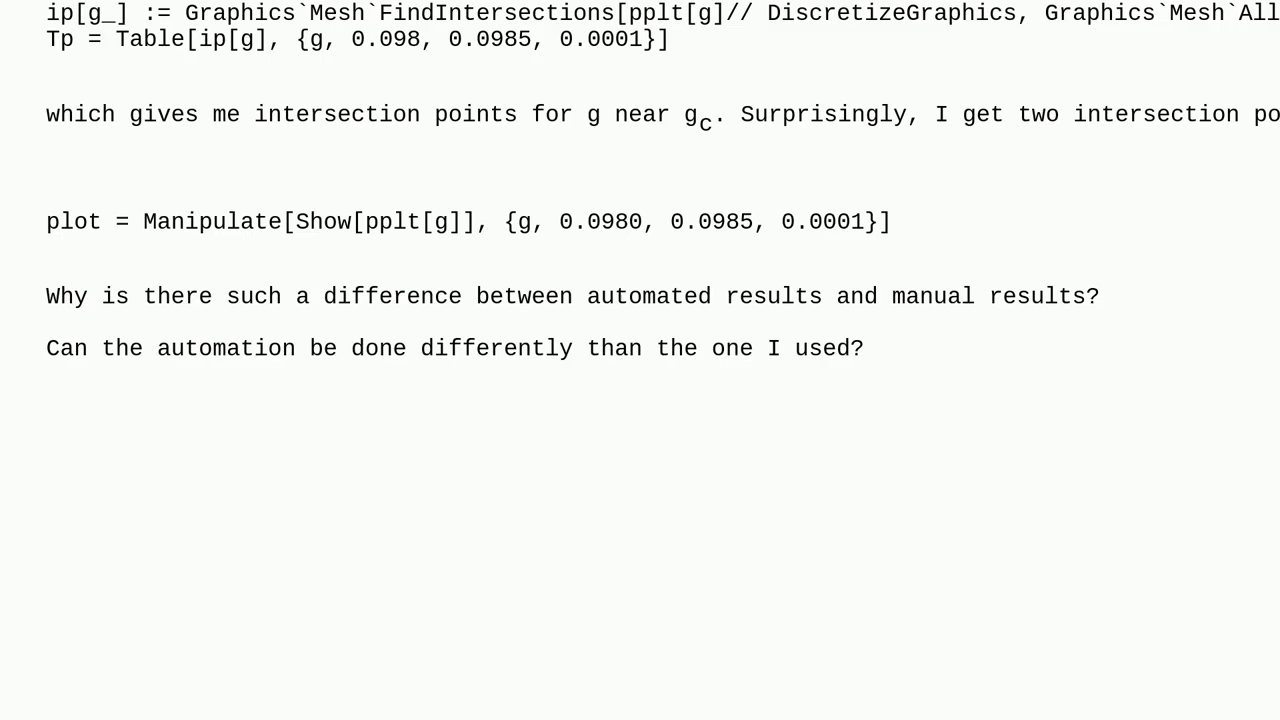 ip[g_] := Graphics`Mesh`FindIntersections[pplt[g]// DiscretizeGraphics, Graphics`Mesh`All
Tp = Table[ip[g], {g, 0.098, 0.0985, 0.0001}]
which gives me intersection points for g near gc. Surprisingly, I get two intersection po
plot = Manipulate[Show[pplt[g]], {g, 0.0980, 0.0985, 0.0001}]
Why is there such a difference between automated results and manual results?
Can the automation be done differently than the one I used?